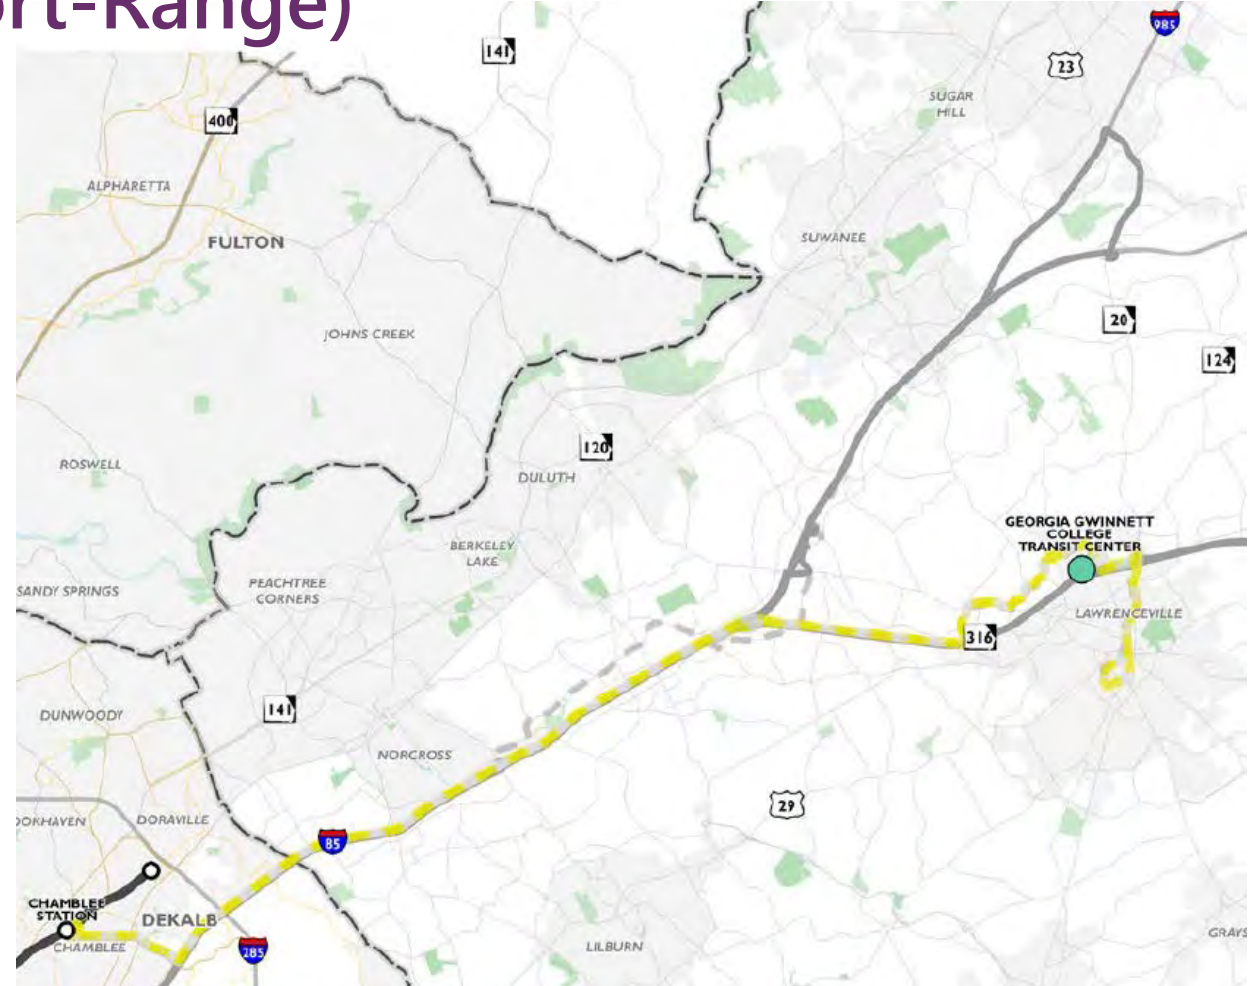 ort-Range)
985
141
23
SUGAR
HILL
400
ALPHARETTA
FULTON
SUWANEE
20
JOHNS CREEK
124
120
ROSWELL
DULUTH
GEORGIA GWINNETT
COLLEGE
TRANSIT CENTER
BERKELEY
LAKE
SANDY SPRINGS
PEACHTREE
CORNERS
LAWRENCEVILLE
316
141
DUNWOODY
NORCROSS
29
OKHAVEN
DORAVILLE
85
CHAMBLEE
STATION
DEKALB
CHAMBLEE
285
LILBURN
GRAYS